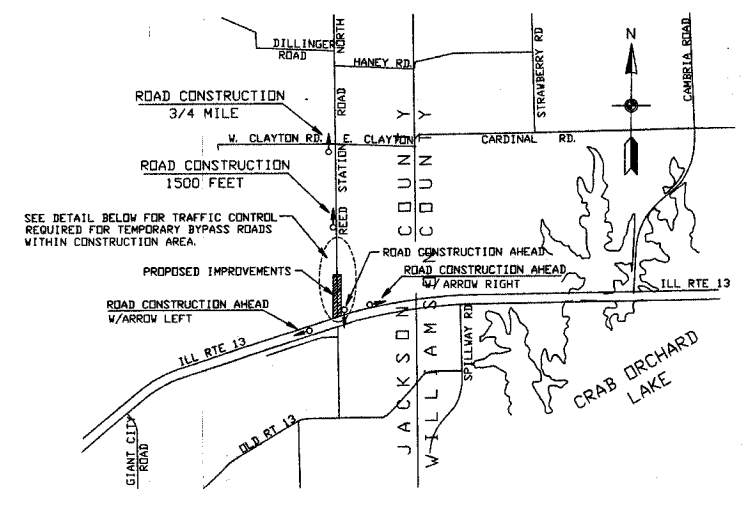 DILLINGER
ROAD
NORTH
HANEY RD.
STRAWBERRY RD
N
CAMBRIA ROAD
ROAD CONSTRUCTION
3/4 MILE
ROAD
W. CLAYTON RD.
E. CLAYTON
CARDINAL RD.
ROAD CONSTRUCTION
1500 FEET
REED STATION
SEE DETAIL BELOW FOR TRAFFIC CONTROL
REQUIRED FOR TEMPORARY BYPASS ROADS
WITHIN CONSTRUCTION AREA.
ROAD CONSTRUCTION AHEAD
PROPOSED IMPROVEMENTS
ROAD CONSTRUCTION AHEAD
W/ ARROW RIGHT
ILL RTE 13
ROAD CONSTRUCTION AHEAD
W/ARROW LEFT
ILL RTE 13
SPILLWAY RD
JACKSON COUNTY
WILLIAMSON COUNTY
CRAB ORCHARD
LAKE
OLD RT 13
GIANT CITY
ROAD